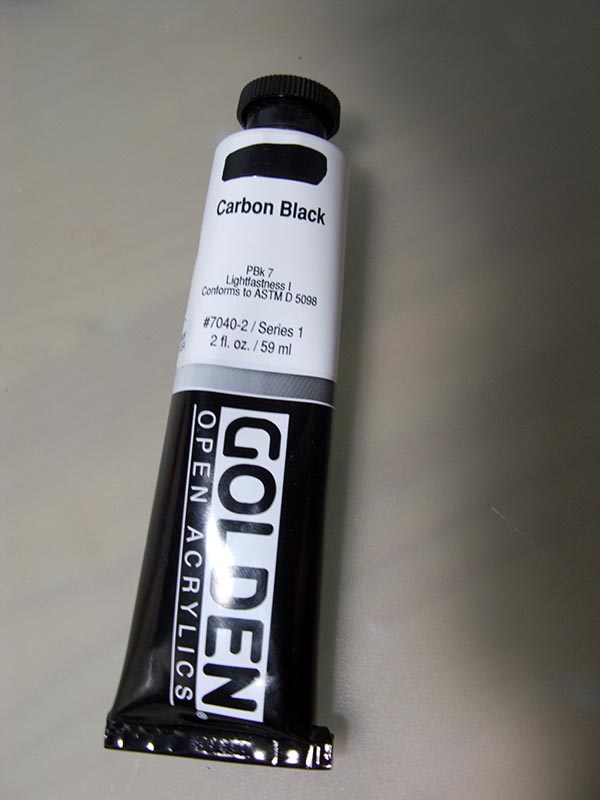 Carbon Black
PBk 7
Lightfastness I
Conforms to ASTM D 5098
#7040-2 / Series 1
2 fl. oz. / 59 ml
GOLDEN
OPEN ACRYLICS